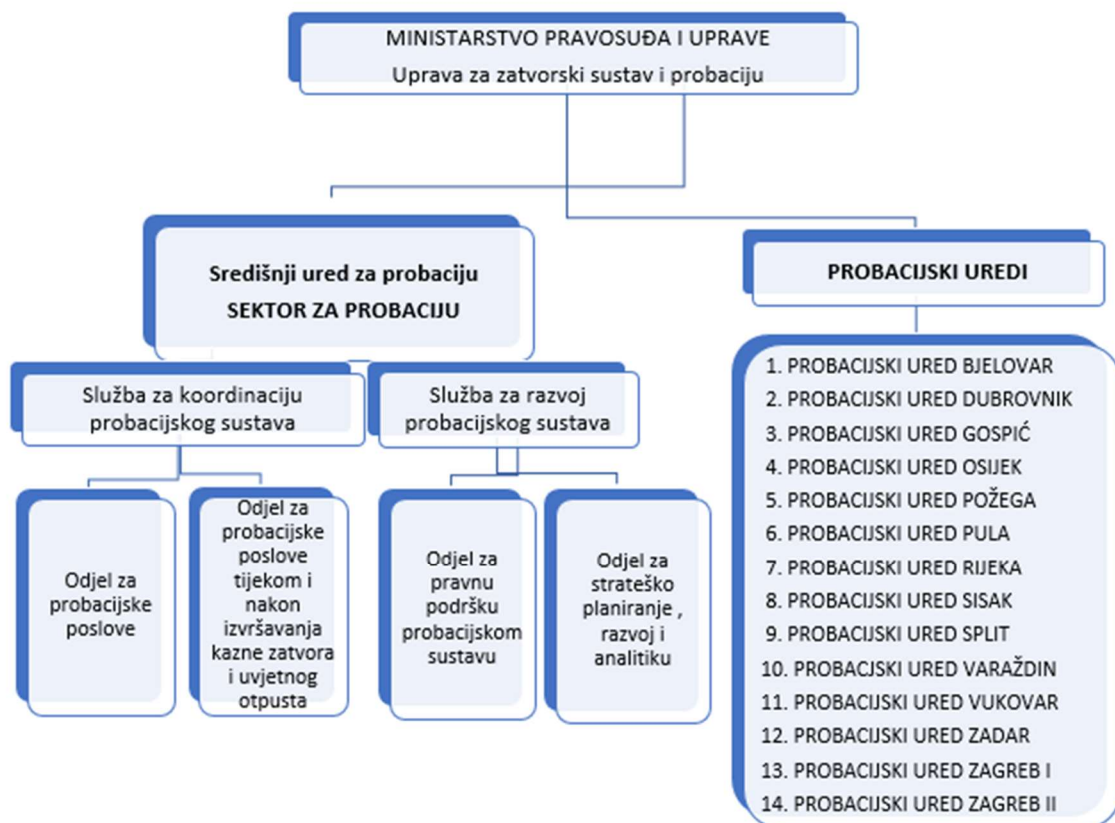 MINISTARSTVO PRAVOSUĐA I UPRAVE
Uprava za zatvorski sustav i probaciju
Središnji ured za probaciju
SEKTOR ZA PROBACIJU
Služba za koordinaciju
probacijskog sustava
Služba za razvoj
probacijskog sustava
Odjel za
probacijske
poslove
Odjel za
probacijske
poslove
tijekom i
nakon
izvršavanja
kazne zatvora
i uvjetnog
otpusta
Odjel za
pravnu
podršku
probacijskom
sustavu
Odjel za
strateško
planiranje ,
razvoj i
analitiku
PROBACIJSKI UREDI
1. PROBACIJSKI URED BJELOVAR
2. PROBACIJSKI URED DUBROVNIK
3. PROBACIJSKI URED GOSPIĆ
4. PROBACIJSKI URED OSIJEK
5. PROBACIJSKI URED POŽEGA
6. PROBACIJSKI URED PULA
7. PROBACIJSKI URED RIJEKA
8. PROBACIJSKI URED SISAK
9. PROBACIJSKI URED SPLIT
10. PROBACJSKI URED VARAŽDIN
11. PROBACIJSKI URED VUKOVAR
12. PROBACIJSKI URED ZADAR
13. PROBACIJSKI URED ZAGREB I
14. PROBACIJSKI URED ZAGREB II